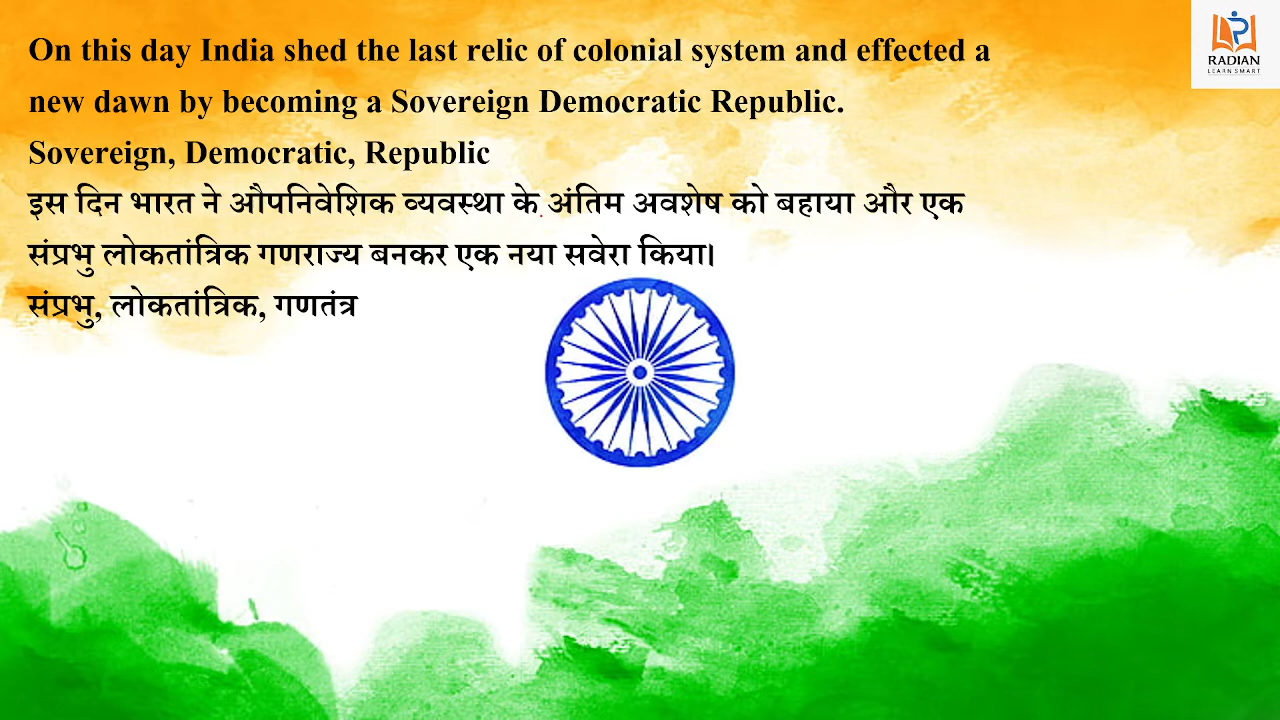 On this day India shed the last relic of colonial system and effected a
new dawn by becoming a Sovereign Democratic Republic.
Sovereign, Democratic, Republic
इस दिन भारत ने औपनिवेशिक व्यवस्था के अंतिम अवशेष को बहाया और एक
संप्रभु लोकतांत्रिक गणराज्य बनकर एक नया सवेरा किया।
संप्रभु, लोकतांत्रिक, गणतंत्र
RADIAN
LEARN SMART